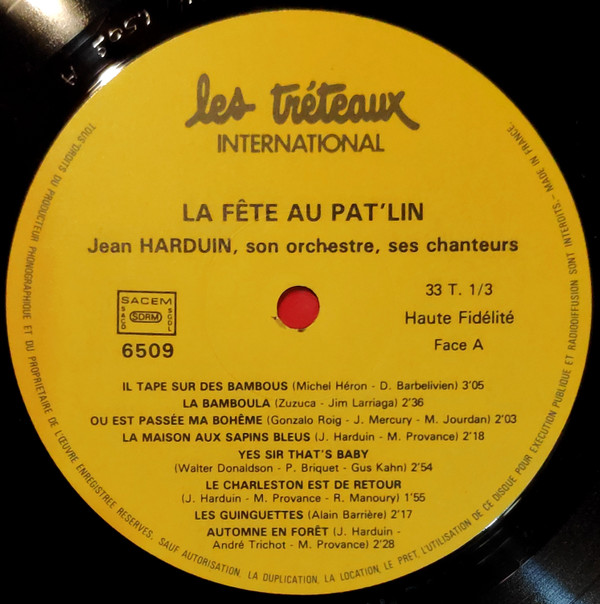 les tréteaux
INTERNATIONAL
LA FÊTE AU PAT'LIN
Jean HARDUIN, son orchestre, ses chanteurs
SACEM
SACD
SDRM
SGDL
6509
33 T. 1/3
Haute Fidélité
Face A
IL TAPE SUR DES BAMBOUS (Michel Héron - D. Barbelivien) 3'05
LA BAMBOULA (Zuzuca - Jim Larriaga) 2'36
OU EST PASSÉE MA BOHÊME (Gonzalo Roig - J. Mercury - M. Jourdan) 2'03
LA MAISON AUX SAPINS BLEUS (J. Harduin - M. Provance) 2'18
YES SIR THAT'S BABY
(Walter Donaldson - P. Briquet - Gus Kahn) 2'54
LE CHARLESTON EST DE RETOUR
(J. Harduin - M. Provance - R. Manoury) 1'55
LES GUINGUETTES (Alain Barrière) 2'17
AUTOMNE EN FORÊT (J. Harduin -
André Trichot - M. Provance) 2'28
TOUS DROITS DU PRODUCTEUR PHONOGRAPHIQUE ET DU PROPRIETAIRE DE L'ŒUVRE ENREGISTREE RESERVES. SAUF AUTORISATION, LA DUPLICATION, LA LOCATION, LE PRET, L'UTILISATION DE CE DISQUE POUR EXECUTION PUBLIQUE ET RADIODIFFUSION SONT INTERDITS.- MADE IN FRANCE.